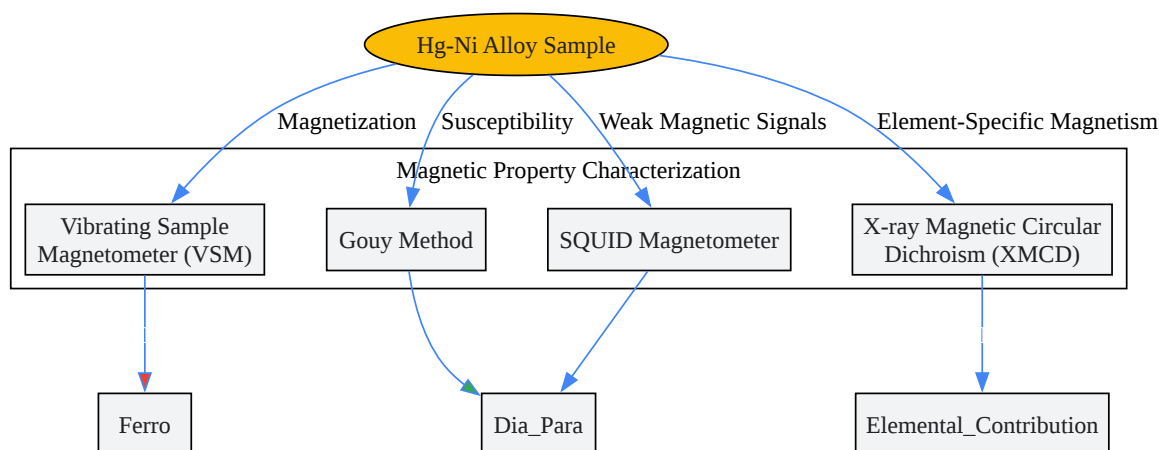 Hg-Ni Alloy Sample
Magnetization
Susceptibility
Weak Magnetic Signals
Element-Specific Magnetism
Magnetic Property Characterization
Vibrating Sample
Magnetometer (VSM)
Gouy Method
SQUID Magnetometer
X-ray Magnetic Circular
Dichroism (XMCD)
Ferro
Dia_Para
Elemental_Contribution